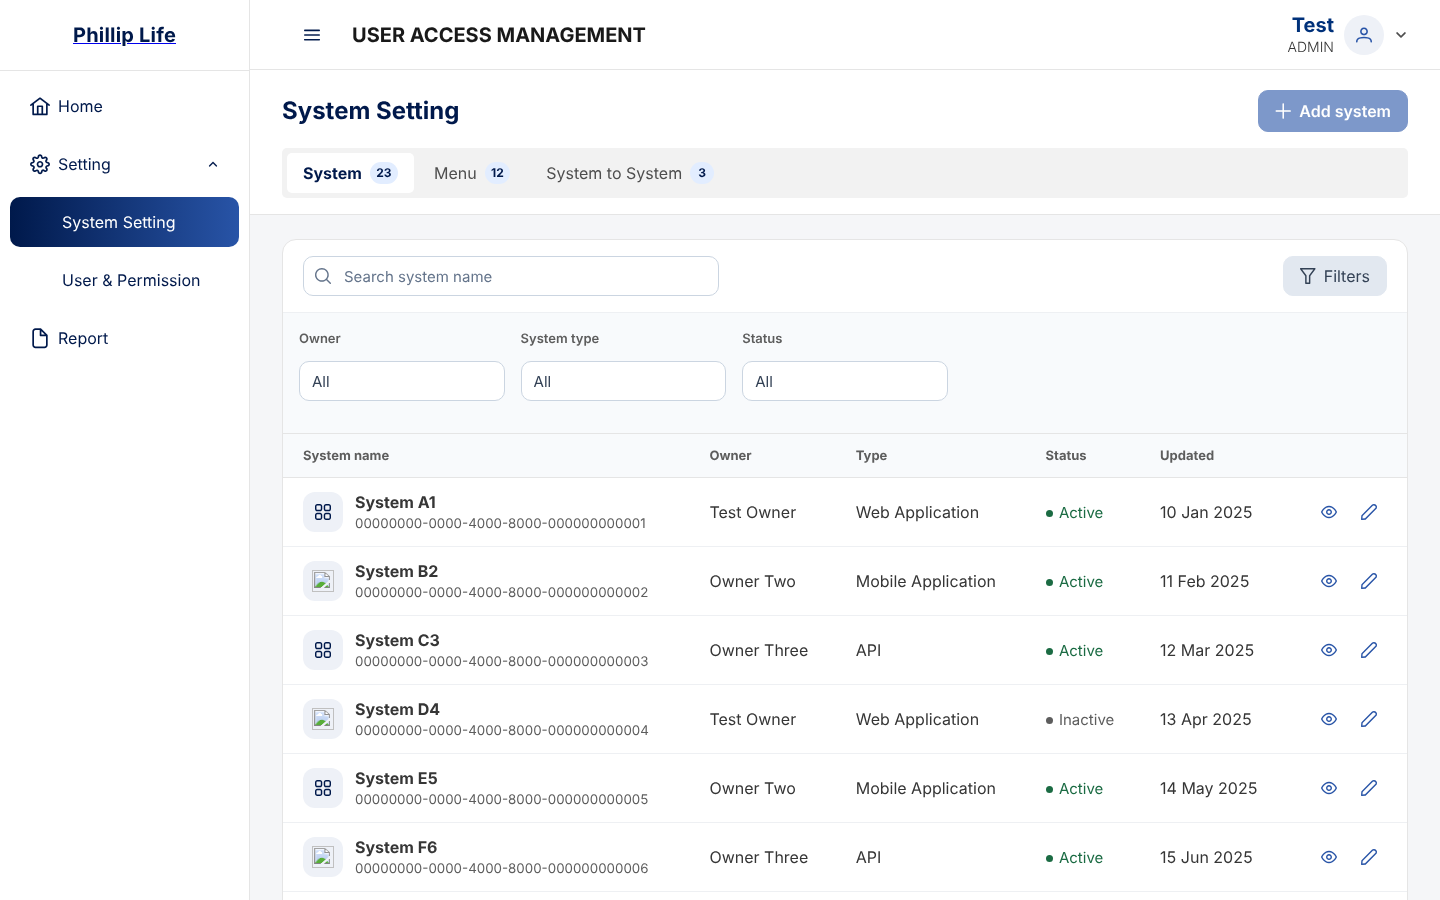 Phillip Life
USER ACCESS MANAGEMENT
Test
ADMIN
Home
Setting
System Setting
User & Permission
Report
System Setting
Add system
System 23 Menu 12 System to System 3
Search system name
Filters
Owner System type Status
All All All
System name Owner Type Status Updated
System A1
00000000-0000-4000-8000-000000000001
Test Owner Web Application Active 10 Jan 2025
System B2
00000000-0000-4000-8000-000000000002
Owner Two Mobile Application Active 11 Feb 2025
System C3
00000000-0000-4000-8000-000000000003
Owner Three API Active 12 Mar 2025
System D4
00000000-0000-4000-8000-000000000004
Test Owner Web Application Inactive 13 Apr 2025
System E5
00000000-0000-4000-8000-000000000005
Owner Two Mobile Application Active 14 May 2025
System F6
00000000-0000-4000-8000-000000000006
Owner Three API Active 15 Jun 2025